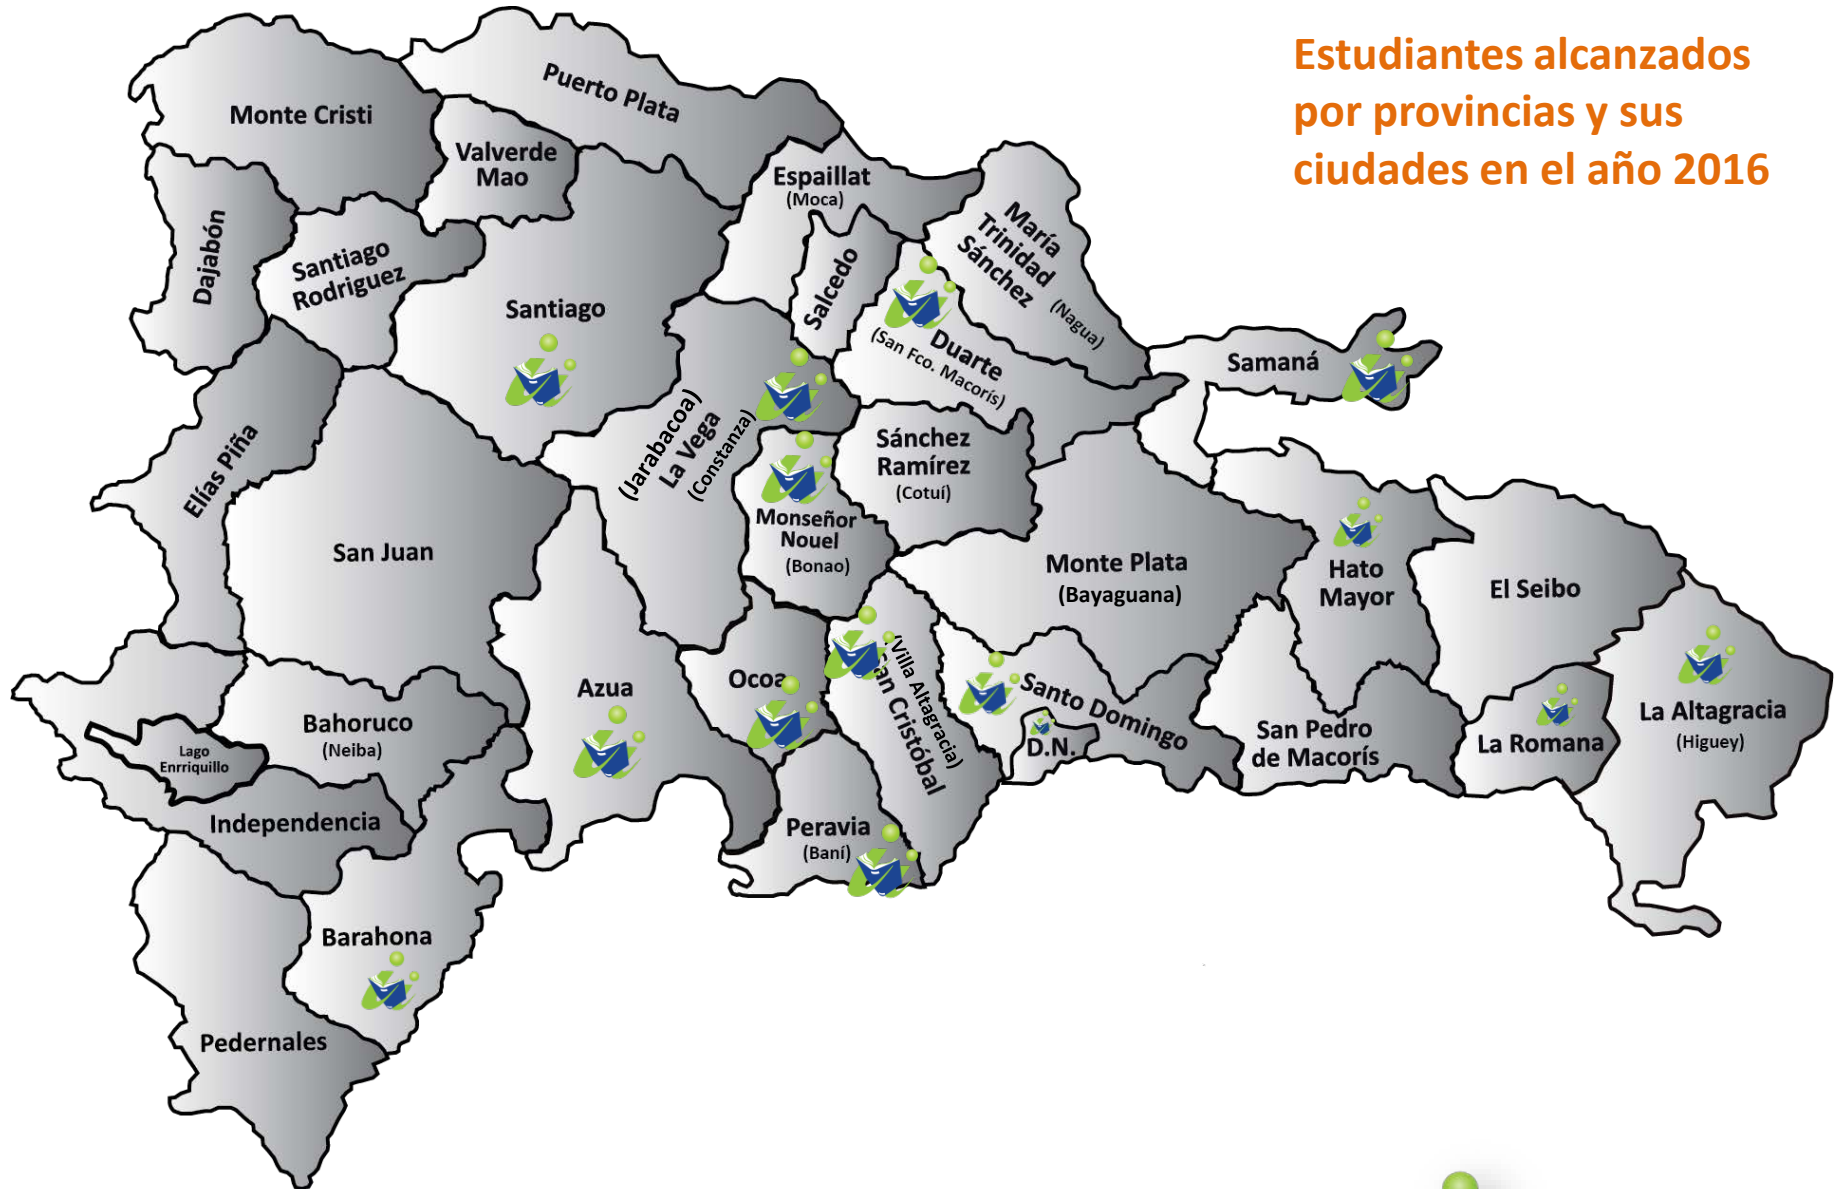 Estudiantes alcanzados
por provincias y sus
ciudades en el año 2016
Puerto Plata
Monte Cristi
Valverde
Mao
Espaillat
(Moca)
María
Trinidad
Sánchez
(Nagua)
Dajabón
Santiago
Rodriguez
Santiago
Salcedo
Duarte
(San Fco. Macorís)
Samaná
Elías Piña
(Jarabacoa)
La Vega
(Constanza)
Sánchez
Ramírez
(Cotuí)
San Juan
Monseñor
Nouel
(Bonao)
Monte Plata
(Bayaguana)
Hato
Mayor
El Seibo
Azua
Ocoa
(Villa Altagracia)
San Cristóbal
Santo Domingo
D.N.
San Pedro
de Macorís
La Romana
La Altagracia
(Higuey)
Bahoruco
(Neiba)
Lago
Enrriquillo
Independencia
Peravia
(Baní)
Barahona
Pedernales